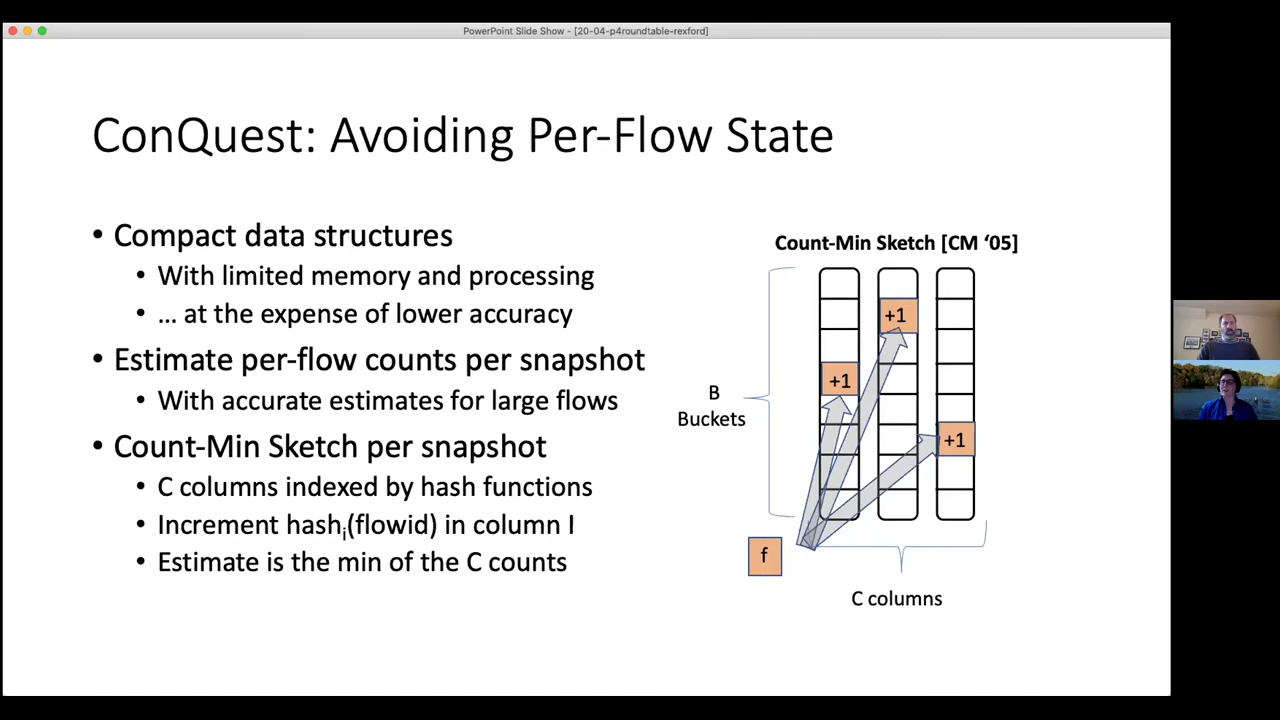 PowerPoint Slide Show - [20-04-p4roundtable-rexford]
ConQuest: Avoiding Per-Flow State
• Compact data structures
• With limited memory and processing
• … at the expense of lower accuracy
• Estimate per-flow counts per snapshot
• With accurate estimates for large flows
• Count-Min Sketch per snapshot
• C columns indexed by hash functions
• Increment hashi(flowid) in column I
• Estimate is the min of the C counts
Count-Min Sketch [CM ‘05]
+1
+1
+1
B
Buckets
f
C columns